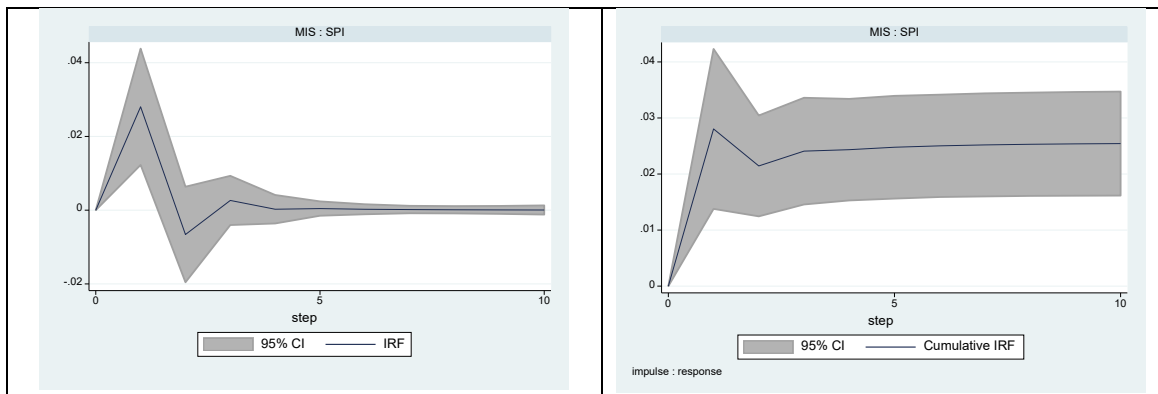 MIS : SPI
.04
.02
0
-.02
0 5 10
step
95% CI IRF
MIS : SPI
.04
.03
.02
.01
0
0 5 10
step
95% CI Cumulative IRF
impulse : response